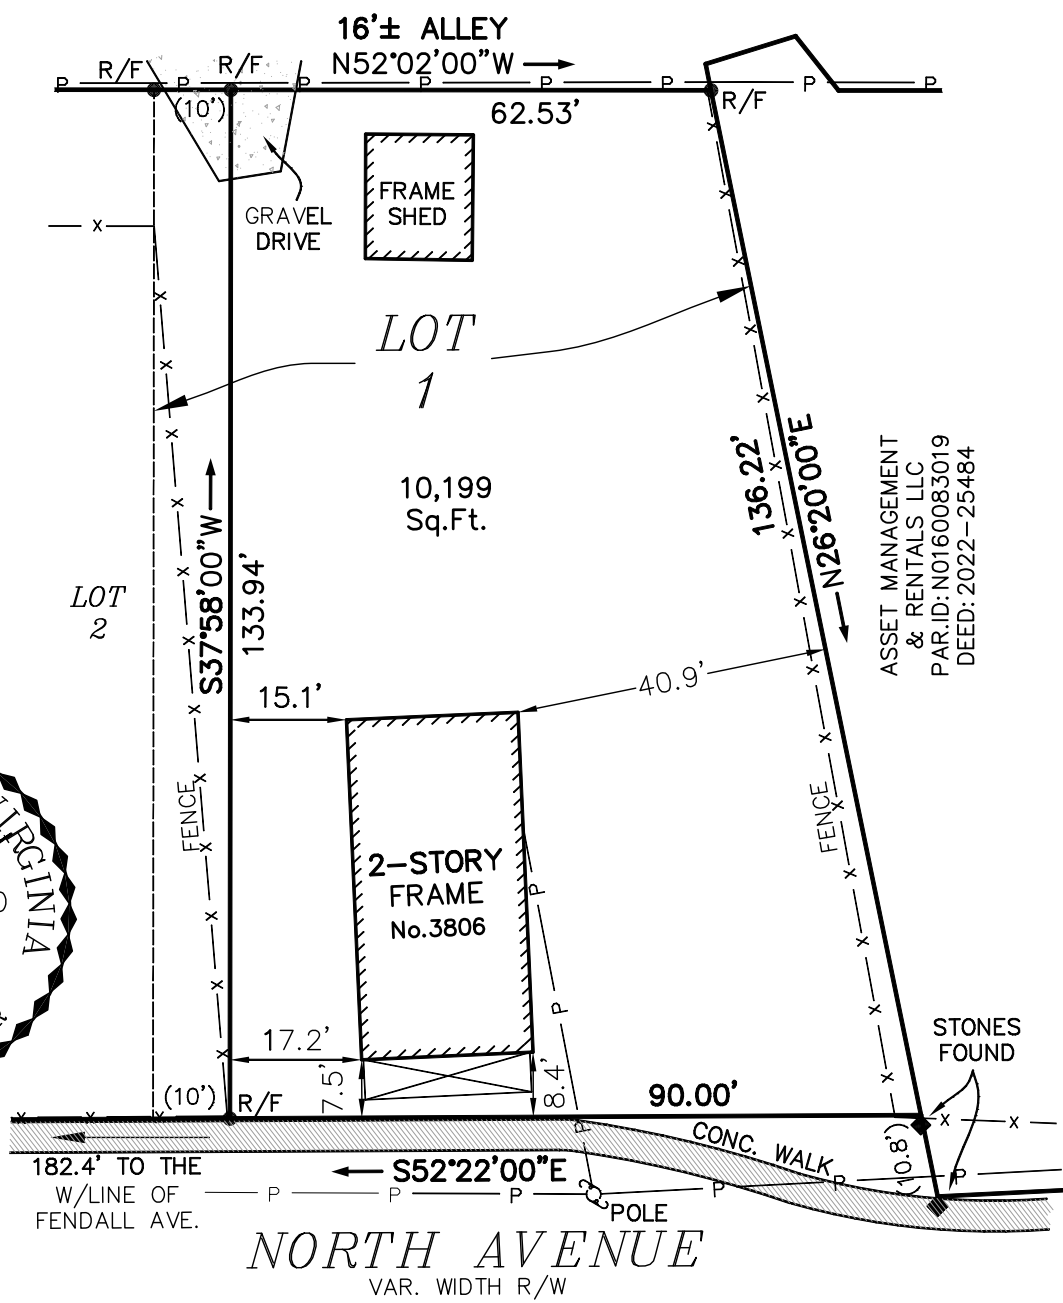 16'± ALLEY
N52°02'00"W
R/F
R/F
P P P P P P P P
R/F
(10')
62.53'
GRAVEL
DRIVE
FRAME
SHED
LOT
1
10,199
Sq.Ft.
LOT
2
S37°58'00"W
133.94'
136.22'
N26°20'00"E
ASSET MANAGEMENT
& RENTALS LLC
PAR.ID: N0160083019
DEED: 2022-25484
15.1'
40.9'
FENCE
FENCE
2-STORY
FRAME
No.3806
VIRGINIA
17.2'
7.5'
8.4'
90.00'
STONES
FOUND
(10')
R/F
CONC. WALK
(10.8')
182.4' TO THE
W/LINE OF
FENDALL AVE.
S52°22'00"E
P P P P P P
P
P
P
POLE
NORTH AVENUE
VAR. WIDTH R/W